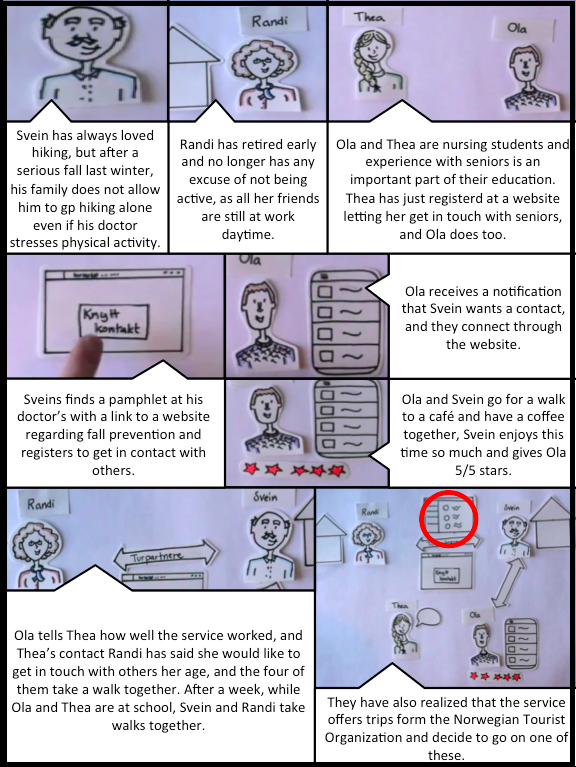 Randi
Thea
Ola
Svein has always loved
hiking, but after a
serious fall last winter,
his family does not allow
him to gp hiking alone
even if his doctor
stresses physical activity.
Randi has retired early
and no longer has any
excuse of not being
active, as all her friends
are still at work
daytime.
Ola and Thea are nursing students and
experience with seniors is an
important part of their education.
Thea has just registerd at a website
letting her get in touch with seniors,
and Ola does too.
Knytt
kontakt
Ola
Ola receives a notification
that Svein wants a contact,
and they connect through
the website.
Sveins finds a pamphlet at his
doctor's with a link to a website
regarding fall prevention and
registers to get in contact with
others.
Ola and Svein go for a walk
to a café and have a coffee
together, Svein enjoys this
time so much and gives Ola
5/5 stars.
Randi
Svein
Turpartnere
Ola tells Thea how well the service worked, and
Thea's contact Randi has said she would like to
get in touch with others her age, and the four of
them take a walk together. After a week, while
Ola and Thea are at school, Svein and Randi take
walks together.
Randi
Svein
Knytt
kontakt
Thea
Ola
They have also realized that the service
offers trips form the Norwegian Tourist
Organization and decide to go on one of
these.